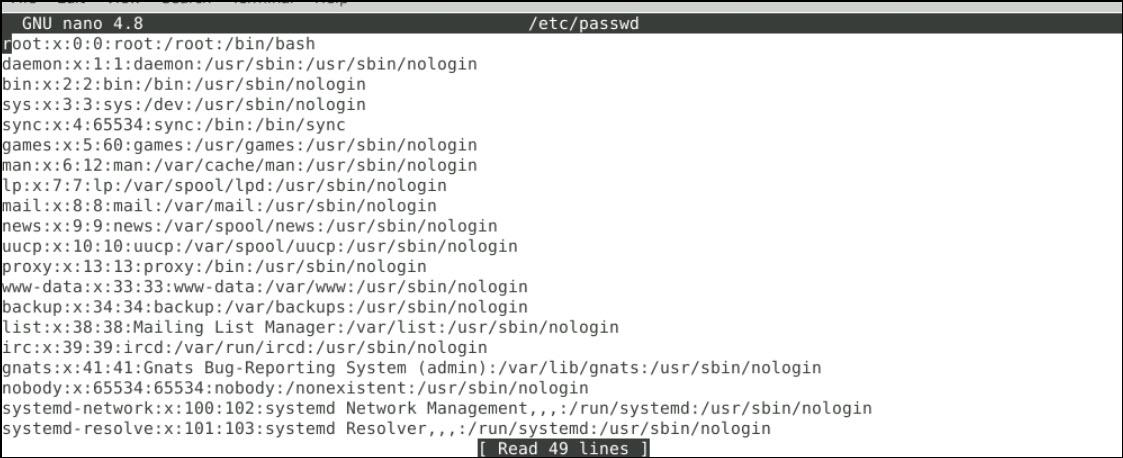 GNU nano 4.8 /etc/passwd
root:x:0:0:root:/root:/bin/bash
daemon:x:1:1:daemon:/usr/sbin:/usr/sbin/nologin
bin:x:2:2:bin:/bin:/usr/sbin/nologin
sys:x:3:3:sys:/dev:/usr/sbin/nologin
sync:x:4:65534:sync:/bin:/bin/sync
games:x:5:60:games:/usr/games:/usr/sbin/nologin
man:x:6:12:man:/var/cache/man:/usr/sbin/nologin
lp:x:7:7:lp:/var/spool/lpd:/usr/sbin/nologin
mail:x:8:8:mail:/var/mail:/usr/sbin/nologin
news:x:9:9:news:/var/spool/news:/usr/sbin/nologin
uucp:x:10:10:uucp:/var/spool/uucp:/usr/sbin/nologin
proxy:x:13:13:proxy:/bin:/usr/sbin/nologin
www-data:x:33:33:www-data:/var/www:/usr/sbin/nologin
backup:x:34:34:backup:/var/backups:/usr/sbin/nologin
list:x:38:38:Mailing List Manager:/var/list:/usr/sbin/nologin
irc:x:39:39:ircd:/var/run/ircd:/usr/sbin/nologin
gnats:x:41:41:Gnats Bug-Reporting System (admin):/var/lib/gnats:/usr/sbin/nologin
nobody:x:65534:65534:nobody:/nonexistent:/usr/sbin/nologin
systemd-network:x:100:102:systemd Network Management,,,:/run/systemd:/usr/sbin/nologin
systemd-resolve:x:101:103:systemd Resolver,,,:/run/systemd:/usr/sbin/nologin
[ Read 49 lines ]